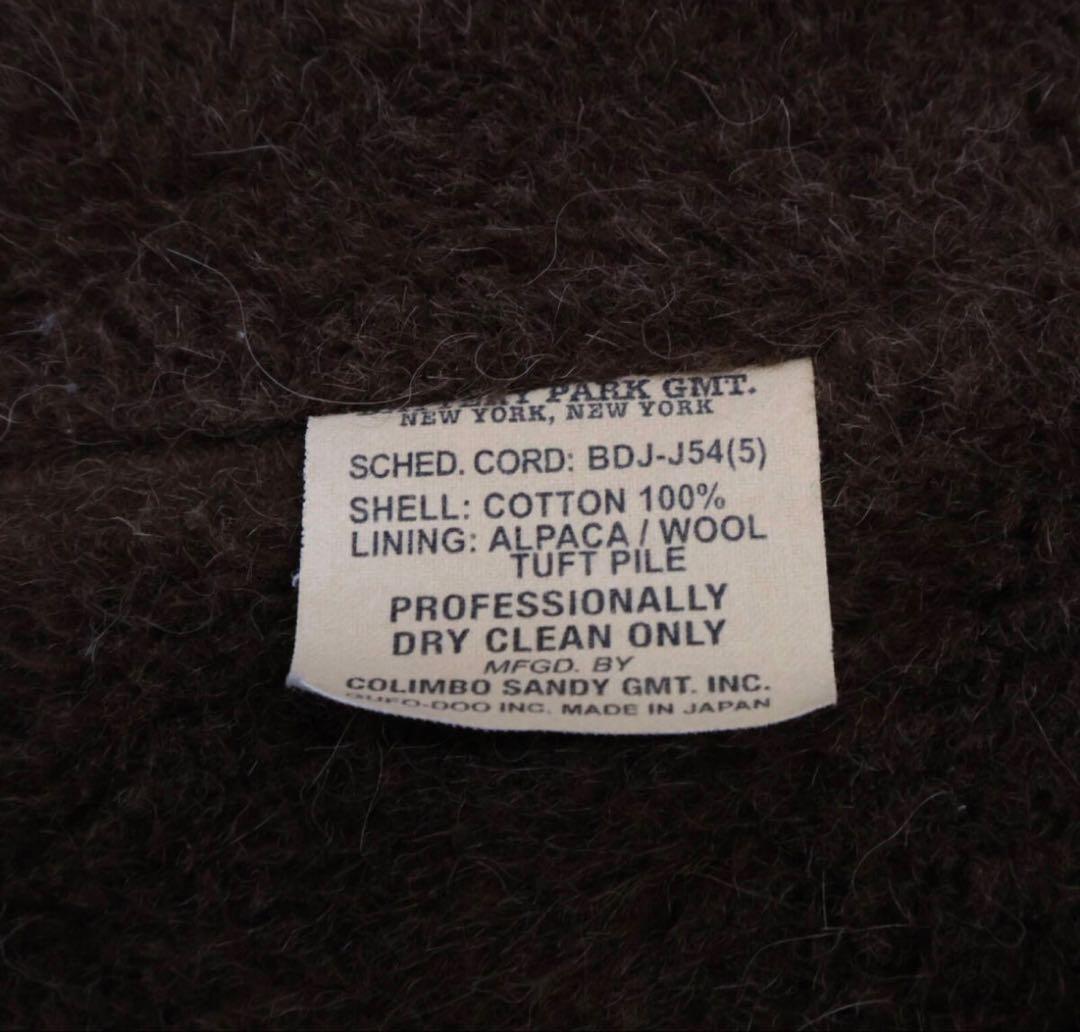 PARK GMT.
NEW YORK, NEW YORK
SCHED. CORD: BDJ-J54(5)
SHELL: COTTON 100%
LINING: ALPACA / WOOL
TUFT PILE
PROFESSIONALLY
DRY CLEAN ONLY
MFGD. BY
COLIMBO SANDY GMT. INC.
INC. MADE IN JAPAN